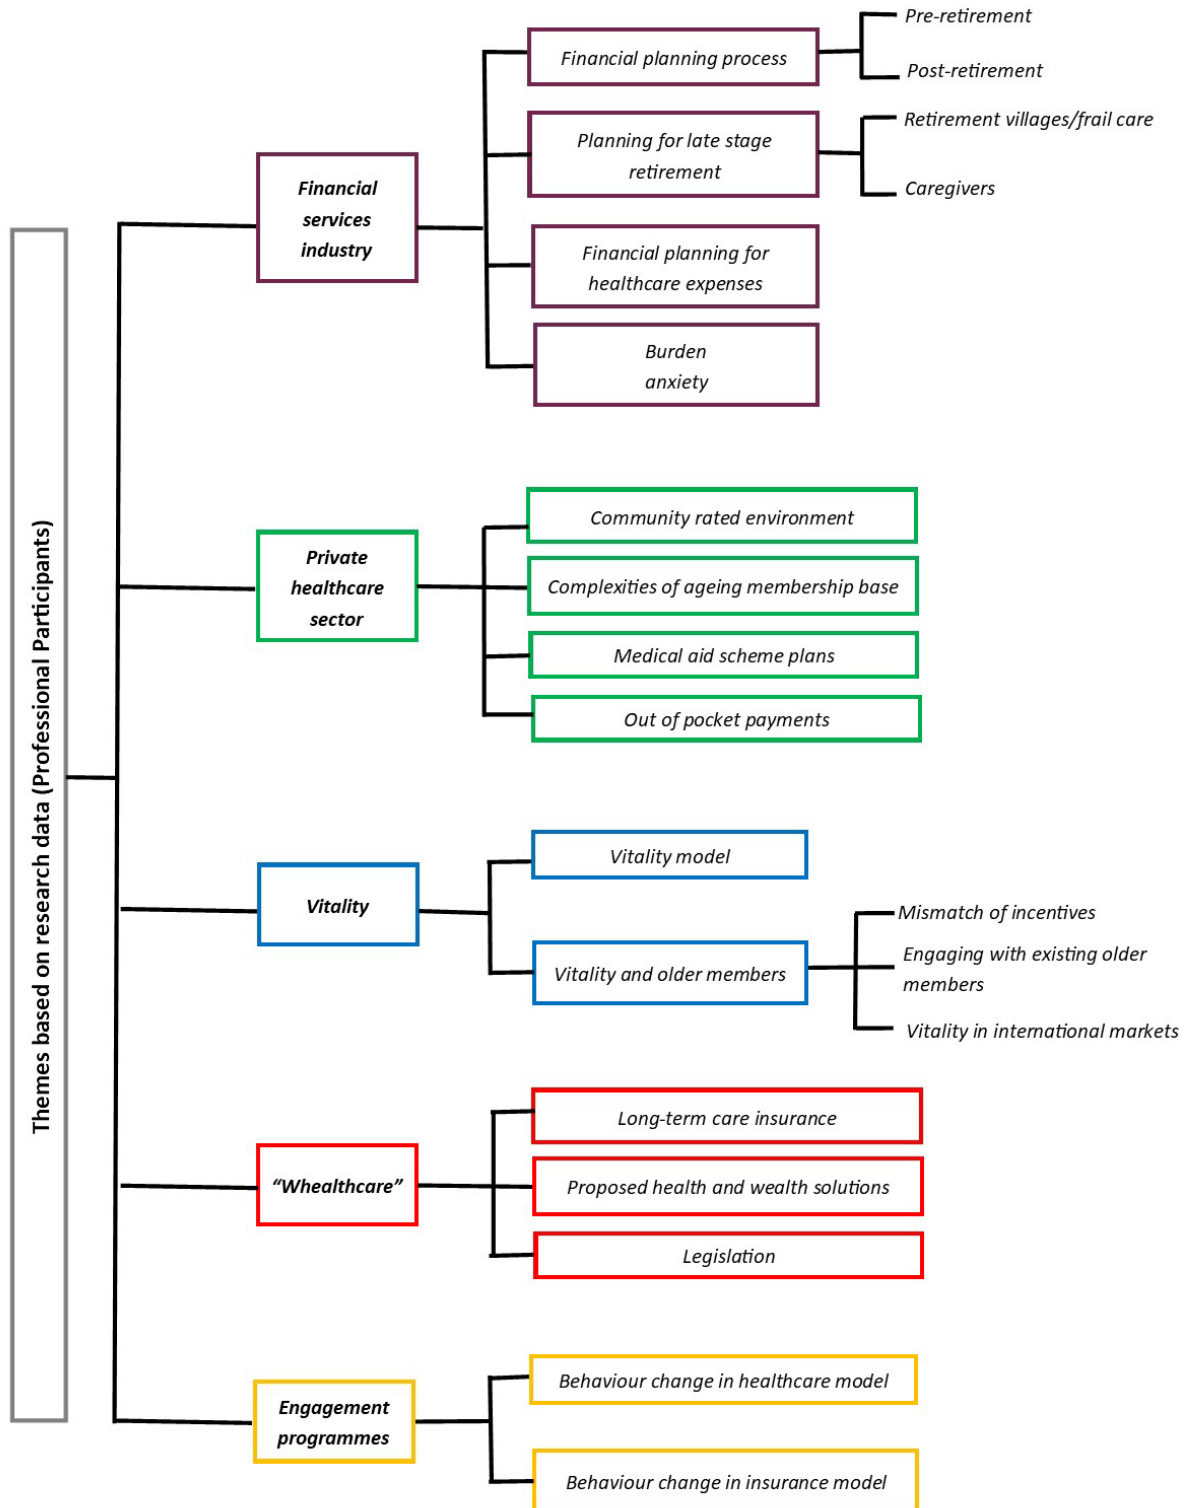 Themes based on research data (Professional Participants)
Financial
services
industry
Financial planning process
Pre-retirement
Post-retirement
Planning for late stage
retirement
Retirement villages/frail care
Caregivers
Financial planning for
healthcare expenses
Burden
anxiety
Private
healthcare
sector
Community rated environment
Complexities of ageing membership base
Medical aid scheme plans
Out of pocket payments
Vitality
Vitality model
Vitality and older members
Mismatch of incentives
Engaging with existing older
members
Vitality in international markets
“Whealthcare”
Long-term care insurance
Proposed health and wealth solutions
Legislation
Engagement
programmes
Behaviour change in healthcare model
Behaviour change in insurance model